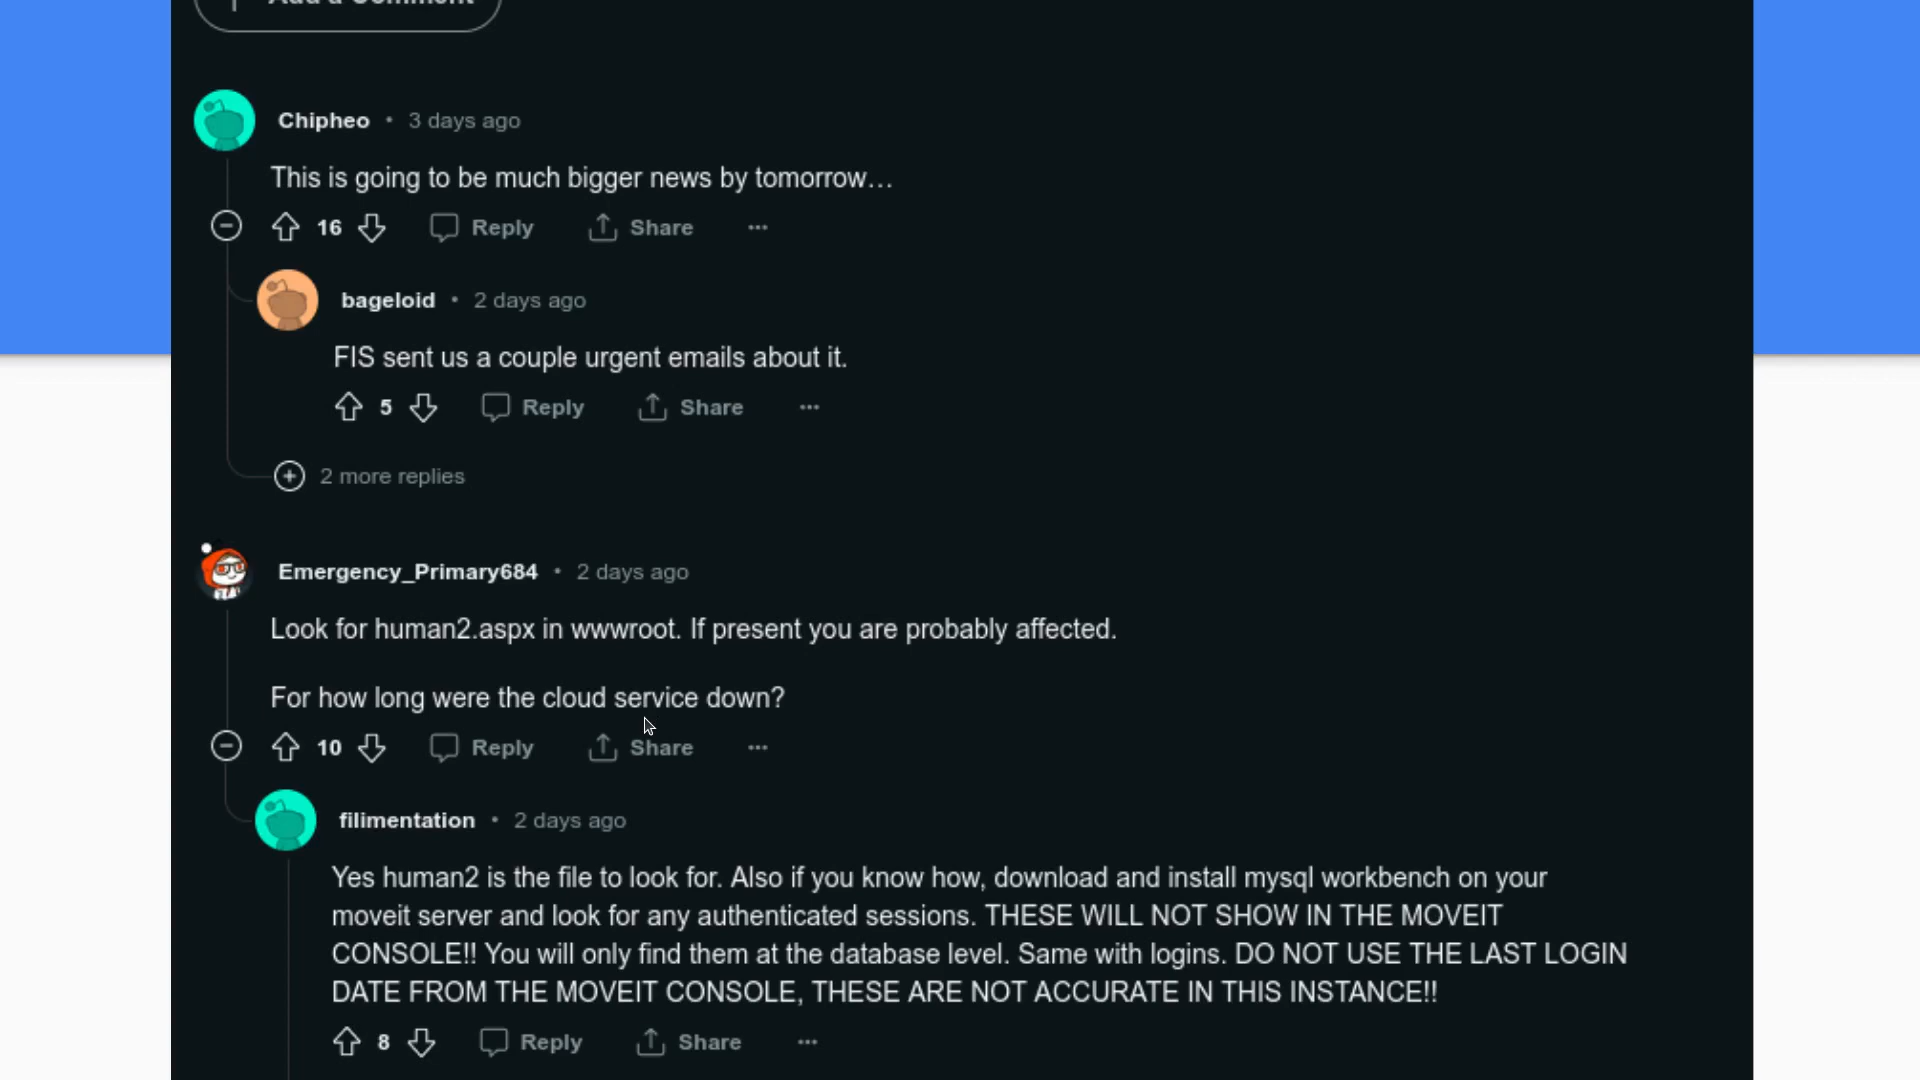 Add a Comment
Chipheo • 3 days ago
This is going to be much bigger news by tomorrow…
16 Reply Share ···
bageloid • 2 days ago
FIS sent us a couple urgent emails about it.
5 Reply Share ···
2 more replies
Emergency_Primary684 • 2 days ago
Look for human2.aspx in wwwroot. If present you are probably affected.
For how long were the cloud service down?
10 Reply Share ···
filimentation • 2 days ago
Yes human2 is the file to look for. Also if you know how, download and install mysql workbench on your
moveit server and look for any authenticated sessions. THESE WILL NOT SHOW IN THE MOVEIT
CONSOLE!! You will only find them at the database level. Same with logins. DO NOT USE THE LAST LOGIN
DATE FROM THE MOVEIT CONSOLE, THESE ARE NOT ACCURATE IN THIS INSTANCE!!
8 Reply Share ···